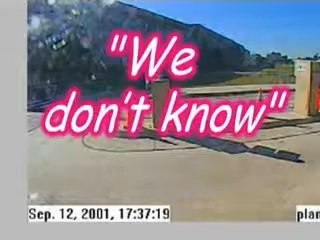 "We
don't know"
Sep. 12, 2001, 17:37:19
plan